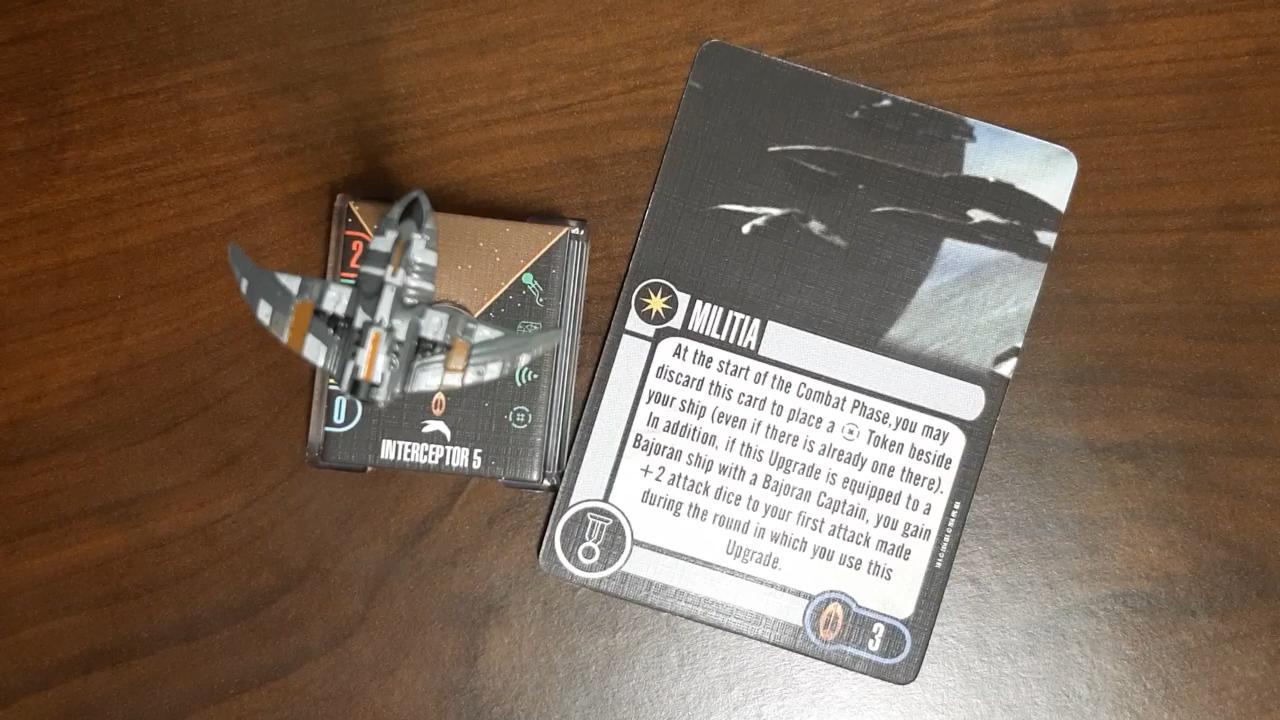 2
0
INTERCEPTOR 5
MILITIA
At the start of the Combat Phase, you may
discard this card to place a Token beside
your ship (even if there is already one there).
In addition, if this Upgrade is equipped to a
Bajoran ship with a Bajoran Captain, you gain
+2 attack dice to your first attack made
during the round in which you use this
Upgrade.
3